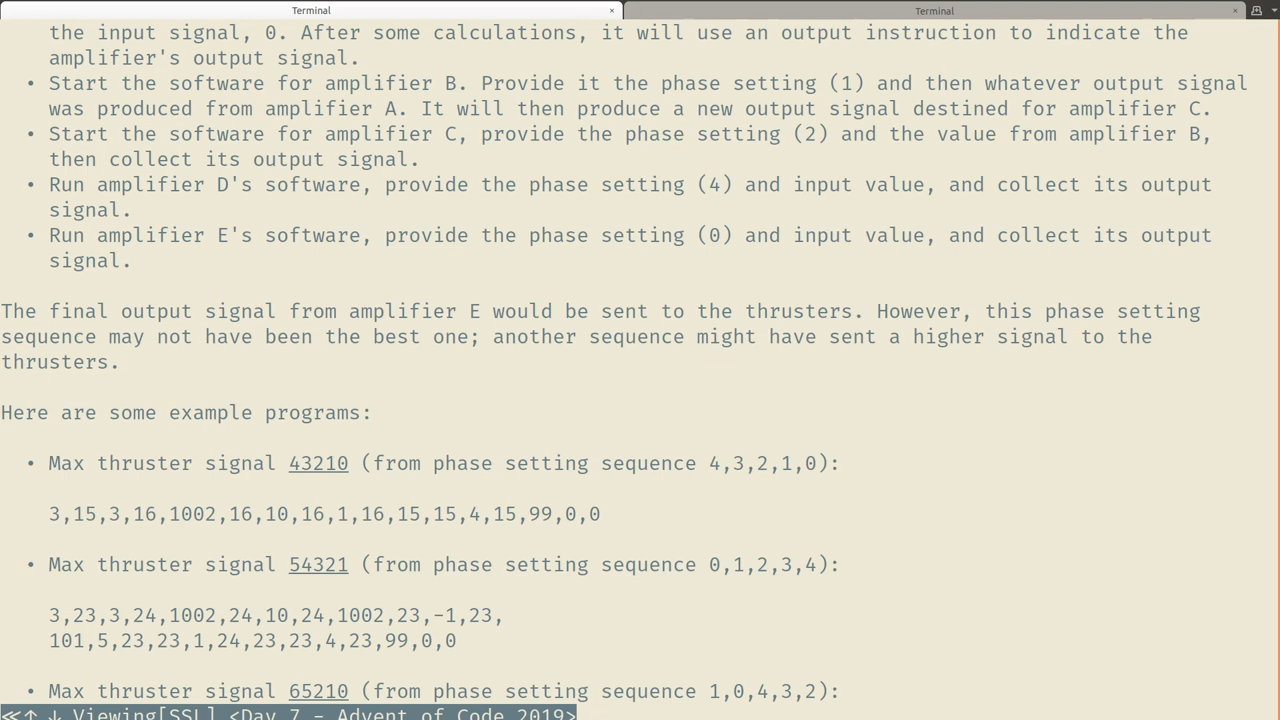 Terminal × Terminal ×
the input signal, 0. After some calculations, it will use an output instruction to indicate the
amplifier's output signal.
• Start the software for amplifier B. Provide it the phase setting (1) and then whatever output signal
was produced from amplifier A. It will then produce a new output signal destined for amplifier C.
• Start the software for amplifier C, provide the phase setting (2) and the value from amplifier B,
then collect its output signal.
• Run amplifier D's software, provide the phase setting (4) and input value, and collect its output
signal.
• Run amplifier E's software, provide the phase setting (0) and input value, and collect its output
signal.
The final output signal from amplifier E would be sent to the thrusters. However, this phase setting
sequence may not have been the best one; another sequence might have sent a higher signal to the
thrusters.
Here are some example programs:
• Max thruster signal 43210 (from phase setting sequence 4,3,2,1,0):
3,15,3,16,1002,16,10,16,1,16,15,15,4,15,99,0,0
• Max thruster signal 54321 (from phase setting sequence 0,1,2,3,4):
3,23,3,24,1002,24,10,24,1002,23,-1,23,
101,5,23,23,1,24,23,23,4,23,99,0,0
• Max thruster signal 65210 (from phase setting sequence 1,0,4,3,2):
≪↑ ↓ Viewing[SSL] <Day 7 - Advent of Code 2019>